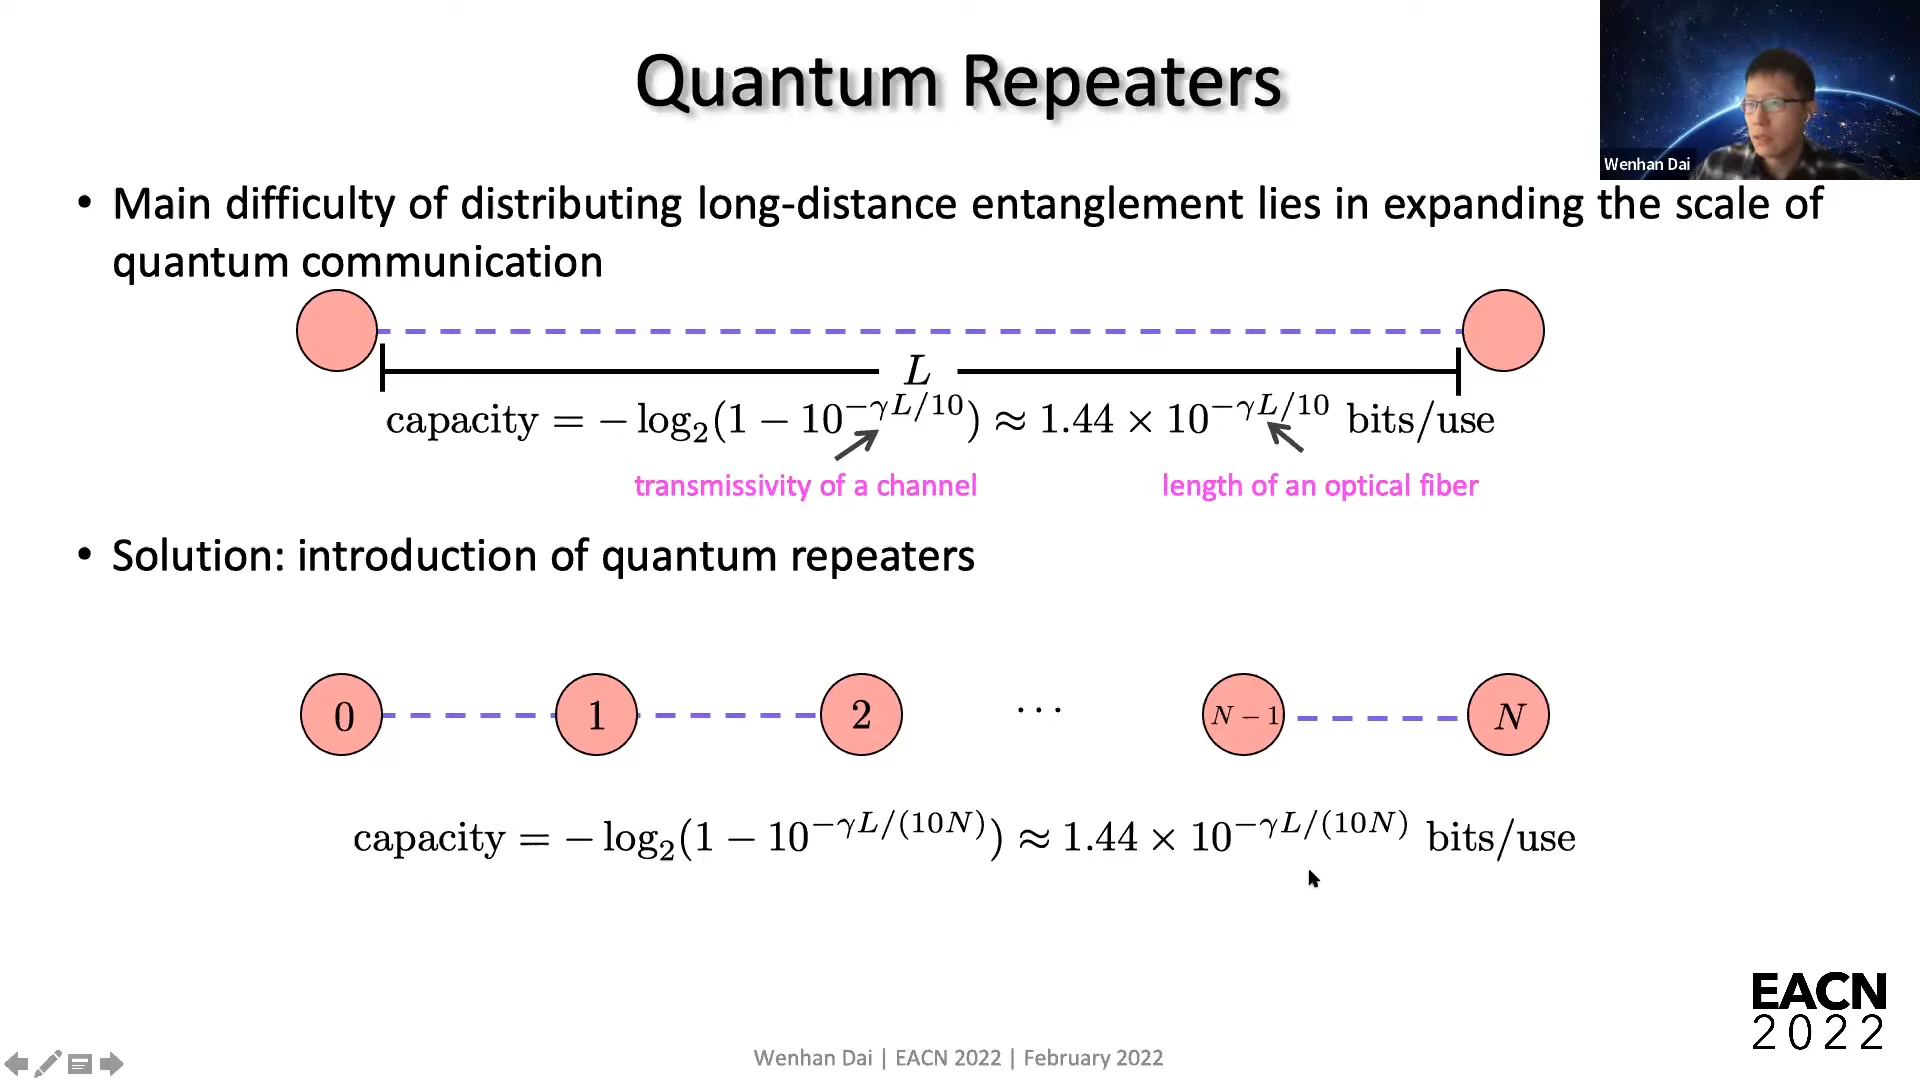 Quantum Repeaters
Wenhan Dai
• Main difficulty of distributing long-distance entanglement lies in expanding the scale of
quantum communication
L
capacity = − log₂(1 − 10^{−γL/10}) ≈ 1.44 × 10^{−γL/10} bits/use
transmissivity of a channel
length of an optical fiber
• Solution: introduction of quantum repeaters
0 1 2 ··· N − 1 N
capacity = − log₂(1 − 10^{−γL/(10N)}) ≈ 1.44 × 10^{−γL/(10N)} bits/use
EACN
2022
Wenhan Dai | EACN 2022 | February 2022